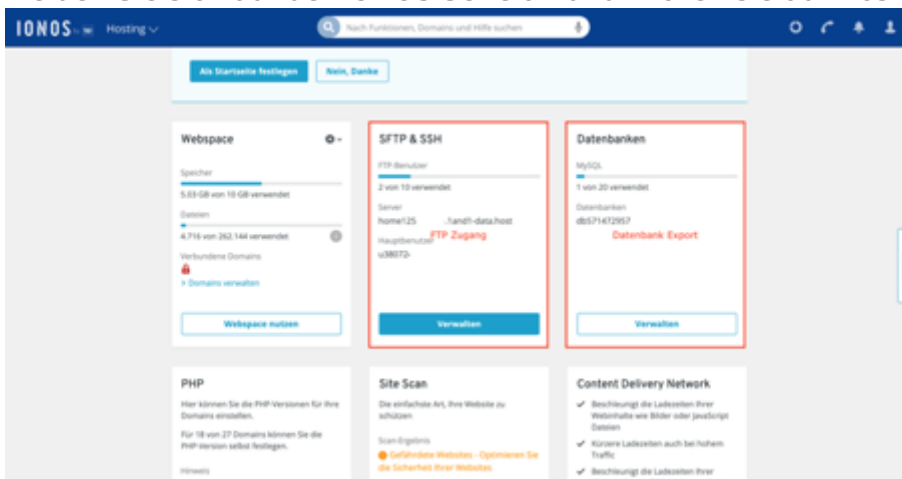 IONOS
Hosting
Nach Funktionen, Domains und Hilfe suchen
Als Startseite festlegen
Nein, Danke
Webspace
Speicher
5.03 GB von 10 GB verwendet
Dateien
4.716 von 262.144 verwendet
Verbundene Domains
> Domains verwalten
Webspace nutzen
SFTP & SSH
FTP-Benutzer
2 von 10 verwendet
Server
home125 .1and1-data.host
Hauptbenutzer
FTP Zugang
u38072-
Verwalten
Datenbanken
MySQL
1 von 20 verwendet
Datenbanken
db571472957
Datenbank Export
Verwalten
PHP
Hier können Sie die PHP-Versionen für Ihre
Domains einstellen.
Für 18 von 27 Domains können Sie die
PHP-Version selbst festlegen.
Hinweis
Site Scan
Die einfachste Art, Ihre Website zu
schützen
Scan-Ergebnis
Gefährdete Websites - Optimieren Sie
die Sicherheit Ihrer Websites
Content Delivery Network
Beschleunigt die Ladezeiten Ihrer
Webinhalte wie Bilder oder JavaScript
Dateien
Kürzere Ladezeiten auch bei hohem
Traffic
Beschleunigt die Ladezeiten Ihrer